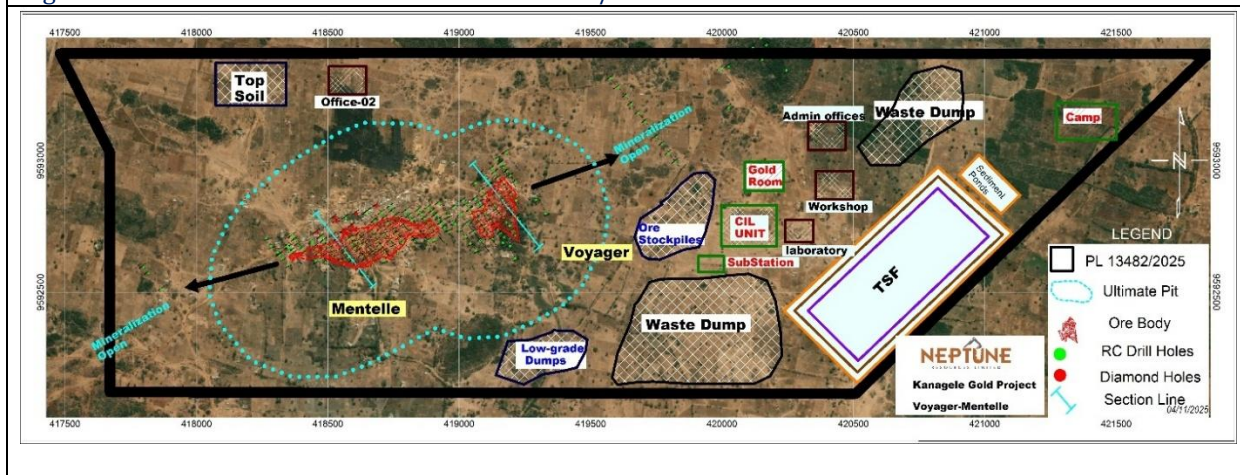 417500 418000 418500 419000 419500 420000 420500 421000 421500
9593000
9592500
Top
Soil
Office-02
Mineralization
Open
Admin offices
Waste Dump
Camp
Gold
Room
Workshop
Sediment
Ponds
N
Ore
Stockpiles
CIL
UNIT
laboratory
SubStation
Voyager
Mentelle
Mineralization
Open
Low-grade
Dumps
Waste Dump
TSF
9593000
9592500
LEGEND
PL 13482/2025
Ultimate Pit
Ore Body
RC Drill Holes
Diamond Holes
Section Line
NEPTUNE
RESOURCES LIMITED
Kanagele Gold Project
Voyager-Mentelle
04/11/2025
417500 418000 418500 419000 419500 420000 420500 421000 421500